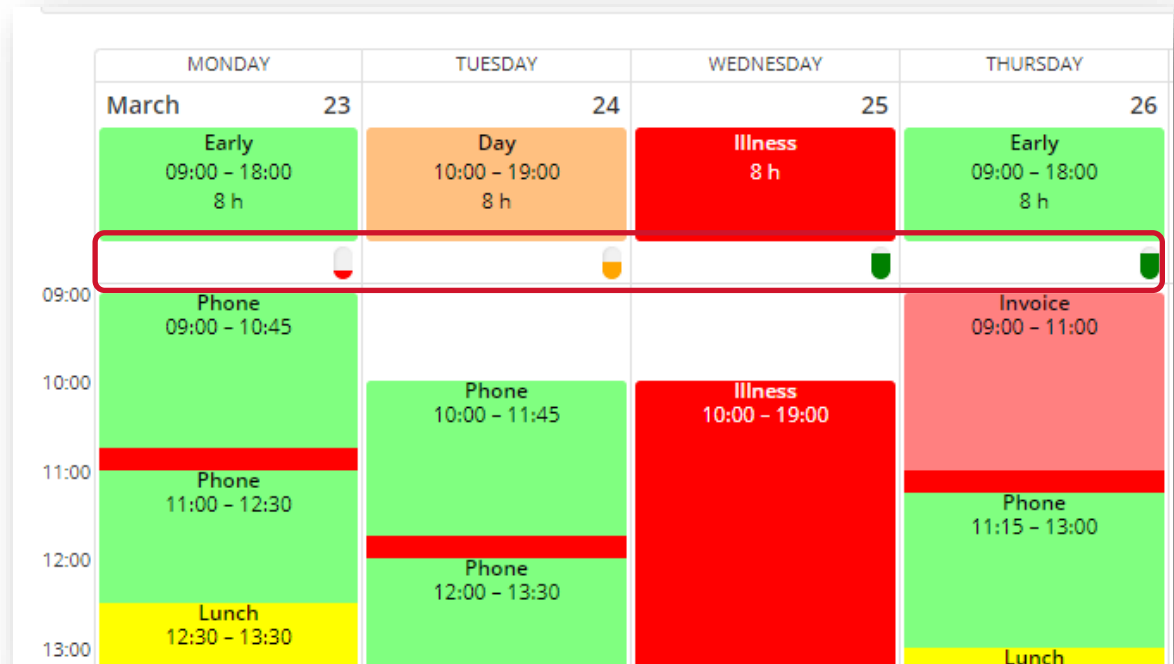 MONDAY TUESDAY WEDNESDAY THURSDAY
March 23 24 25 26
Early Day Illness Early
09:00 – 18:00 10:00 – 19:00 8 h 09:00 – 18:00
8 h 8 h 8 h
09:00 Phone Invoice
09:00 – 10:45 09:00 – 11:00
10:00 Phone Illness
10:00 – 11:45 10:00 – 19:00
11:00 Phone
11:00 – 12:30 Phone
11:15 – 13:00
12:00 Phone
12:00 – 13:30
Lunch
12:30 – 13:30
13:00 Lunch